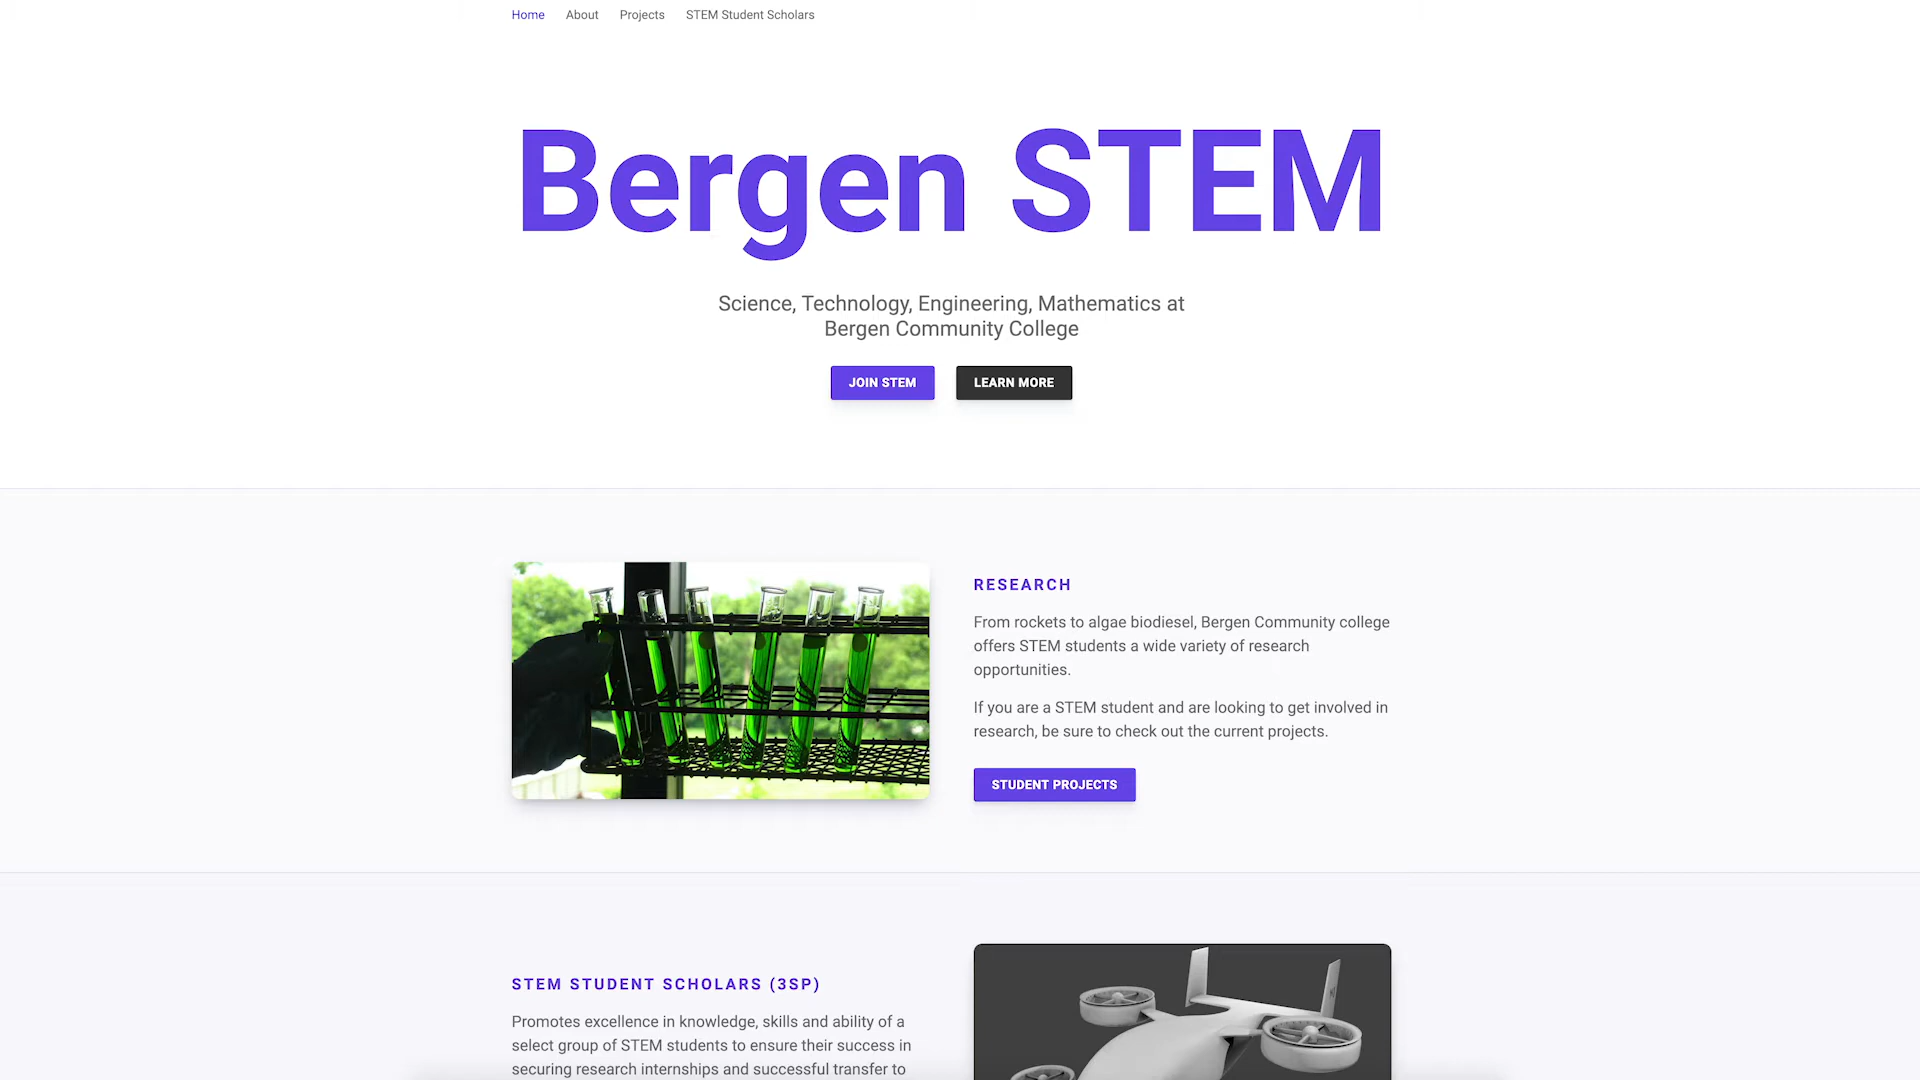 Home About Projects STEM Student Scholars
Bergen STEM
Science, Technology, Engineering, Mathematics at
Bergen Community College
JOIN STEM LEARN MORE
RESEARCH
From rockets to algae biodiesel, Bergen Community college
offers STEM students a wide variety of research
opportunities.
If you are a STEM student and are looking to get involved in
research, be sure to check out the current projects.
STUDENT PROJECTS
STEM STUDENT SCHOLARS (3SP)
Promotes excellence in knowledge, skills and ability of a
select group of STEM students to ensure their success in
securing research internships and successful transfer to